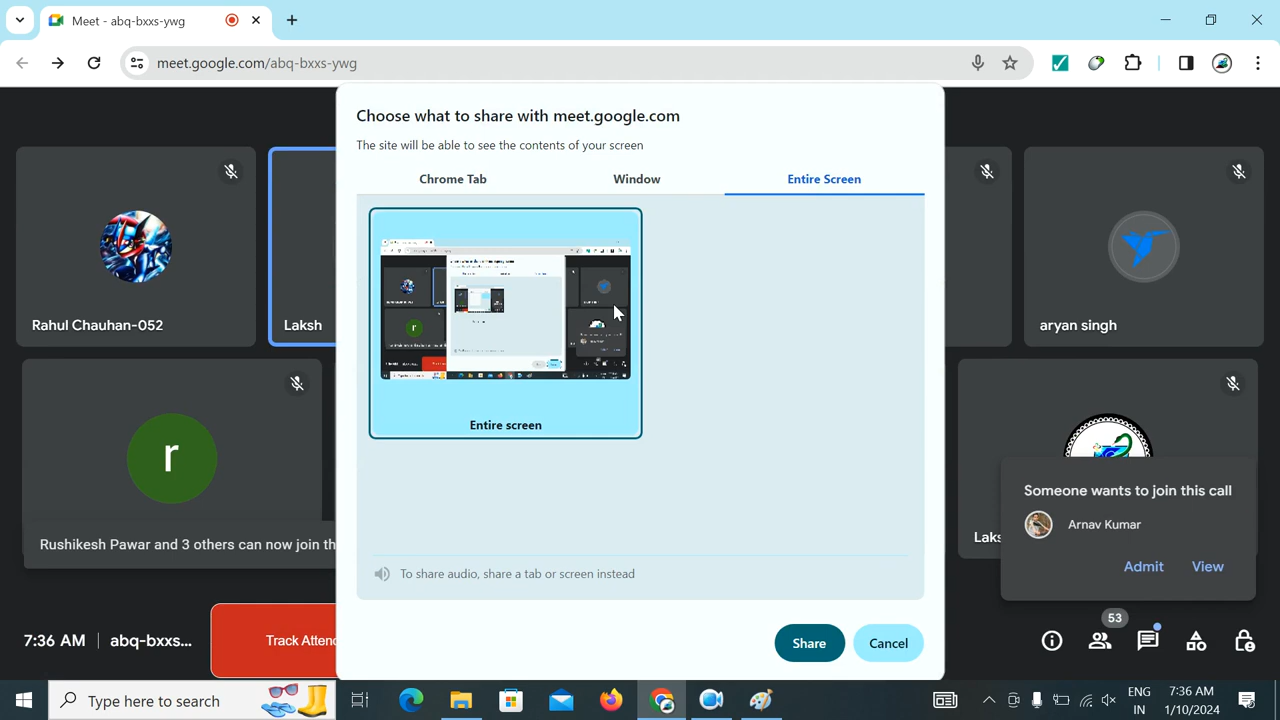 Meet - abq-bxxs-ywg
meet.google.com/abq-bxxs-ywg
Choose what to share with meet.google.com
The site will be able to see the contents of your screen
Chrome Tab
Window
Entire Screen
Rahul Chauhan-052
Laksh
aryan singh
Entire screen
r
Someone wants to join this call
Arnav Kumar
Laks
Rushikesh Pawar and 3 others can now join th
Admit
View
To share audio, share a tab or screen instead
53
7:36 AM
abq-bxxs...
Track Attend
Share
Cancel
Type here to search
ENG
IN
7:36 AM
1/10/2024